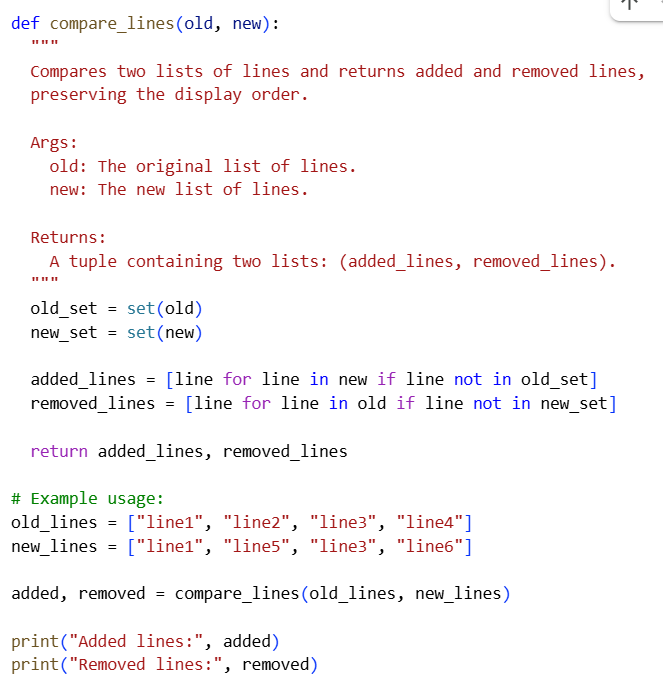 def compare_lines(old, new):
  """
  Compares two lists of lines and returns added and removed lines,
  preserving the display order.

  Args:
    old: The original list of lines.
    new: The new list of lines.

  Returns:
    A tuple containing two lists: (added_lines, removed_lines).
  """
  old_set = set(old)
  new_set = set(new)

  added_lines = [line for line in new if line not in old_set]
  removed_lines = [line for line in old if line not in new_set]

  return added_lines, removed_lines

# Example usage:
old_lines = ["line1", "line2", "line3", "line4"]
new_lines = ["line1", "line5", "line3", "line6"]

added, removed = compare_lines(old_lines, new_lines)

print("Added lines:", added)
print("Removed lines:", removed)